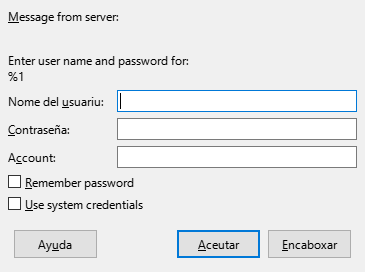 Message from server:
Enter user name and password for:
%1
Nome del usuariu:
Contraseña:
Account:
Remember password
Use system credentials
Ayuda
Aceutar
Encaboxar